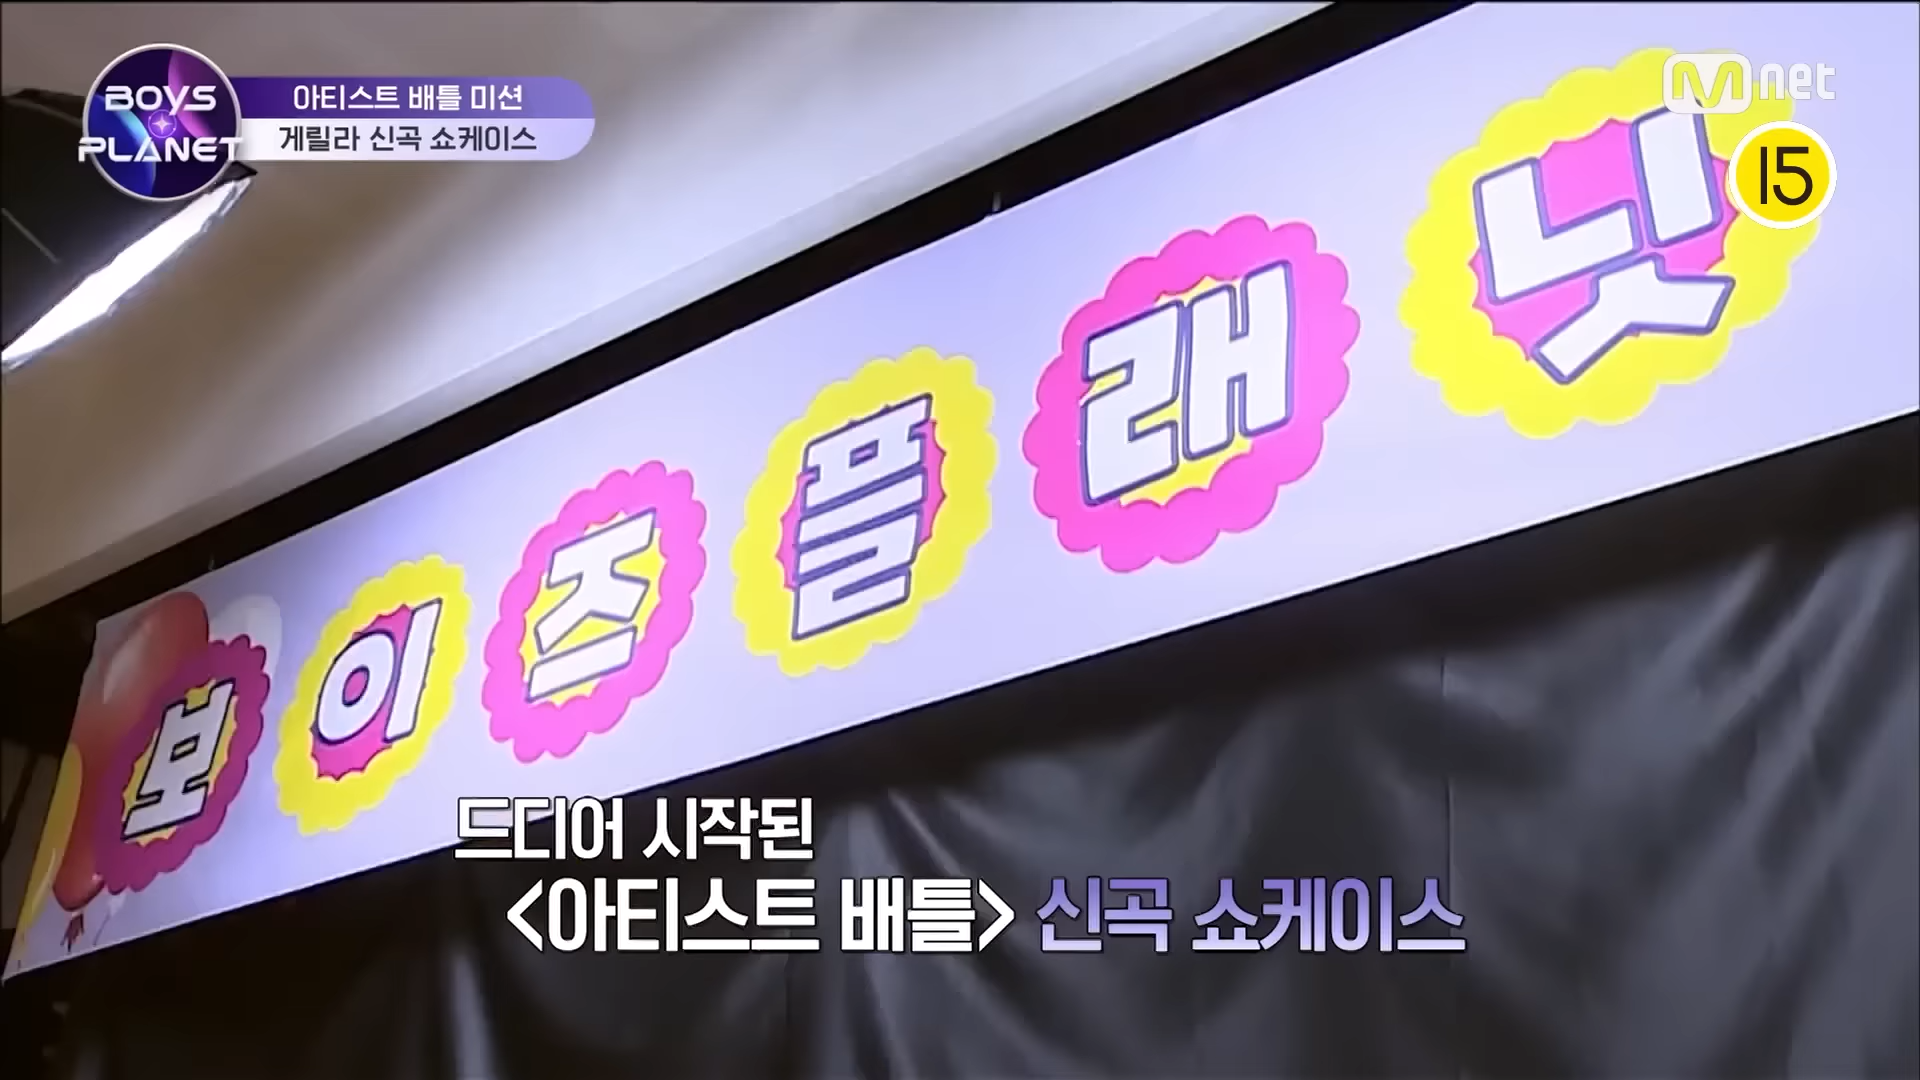 BOYS PLANET
아티스트 배틀 미션
게릴라 신곡 쇼케이스
Mnet
15
보이즈플래닛
드디어 시작된
<아티스트 배틀> 신곡 쇼케이스